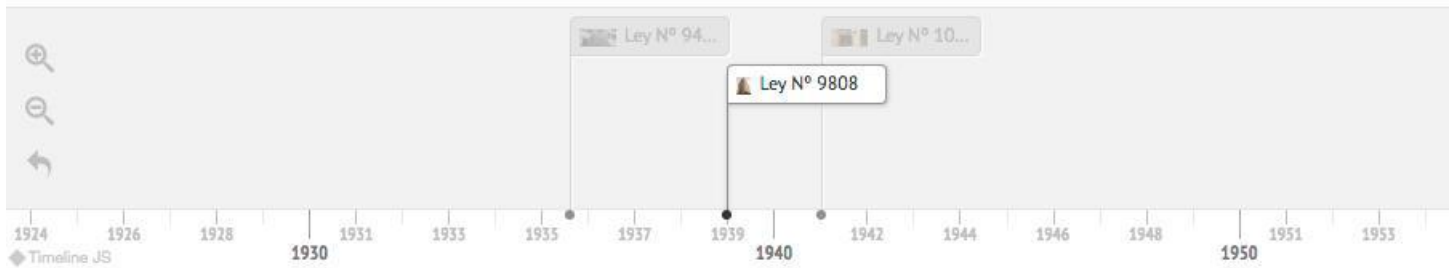 Ley Nº 94...
Ley Nº 10...
Ley Nº 9808
1924 1926 1928 1930 1931 1933 1935 1937 1939 1940 1942 1944 1946 1948 1950 1951 1953
Timeline JS